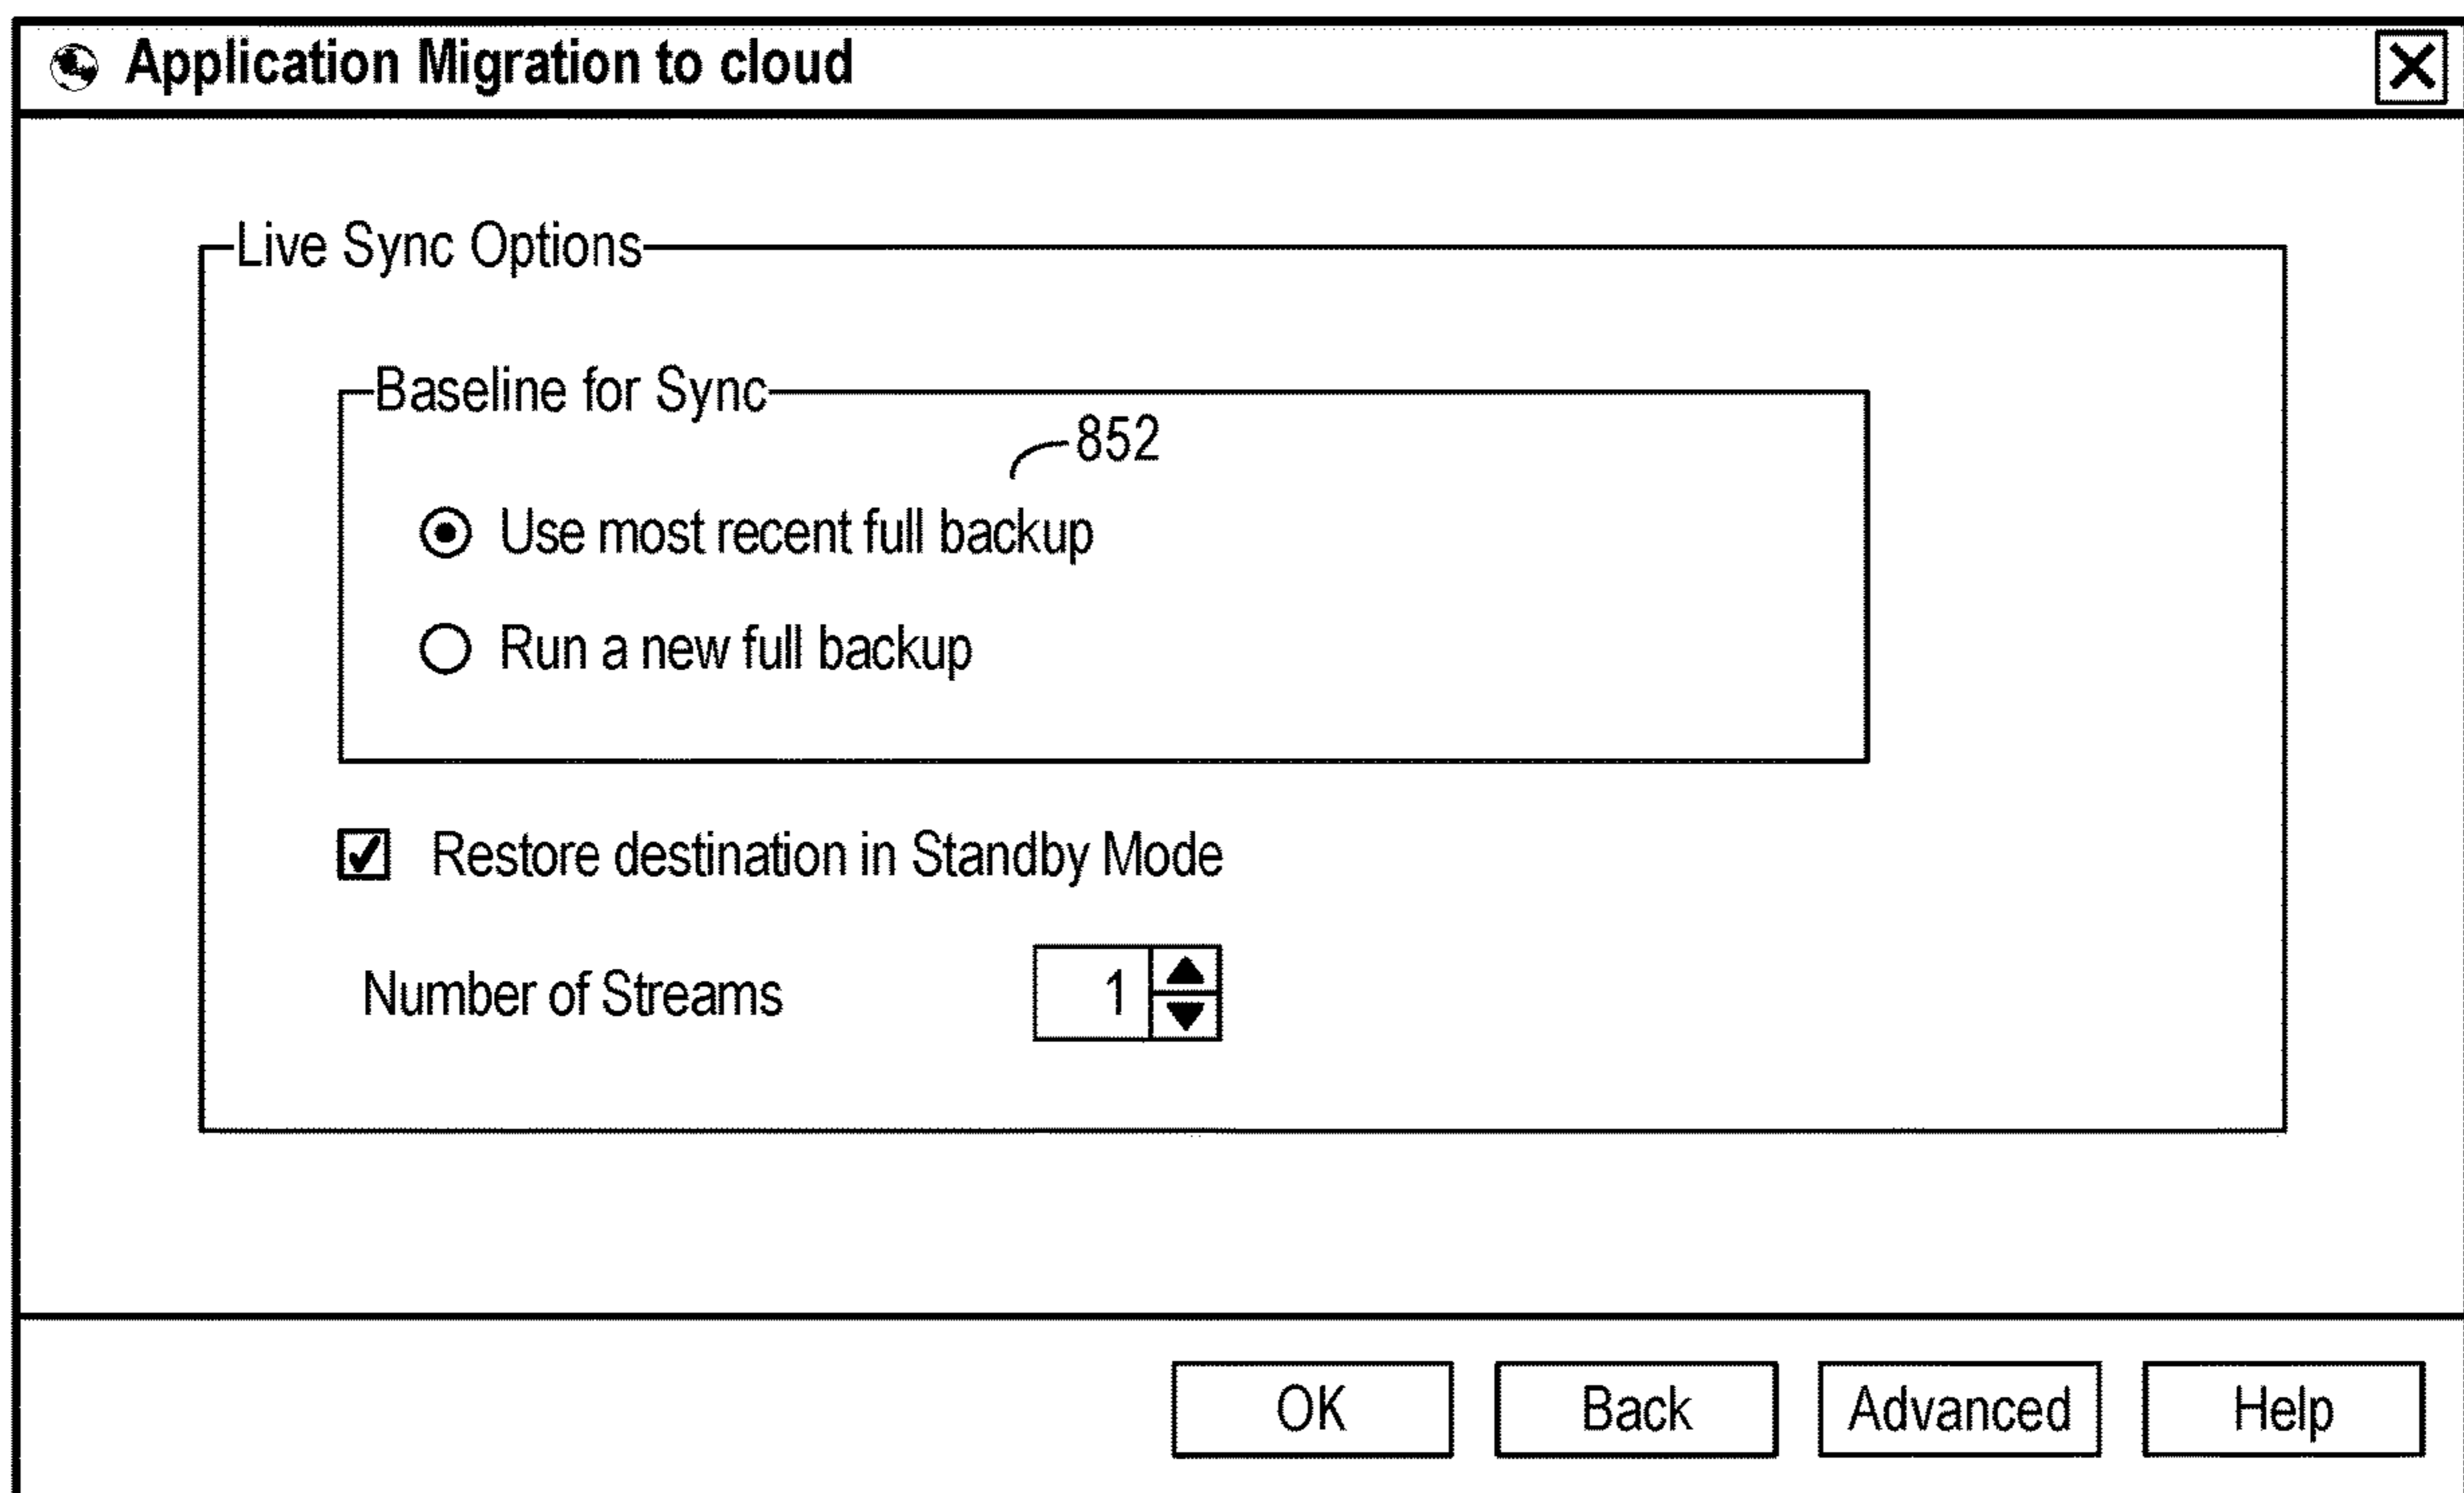 Application Migration to cloud
Live Sync Options
Baseline for Sync
852
Use most recent full backup
Run a new full backup
Restore destination in Standby Mode
Number of Streams 1
OK Back Advanced Help